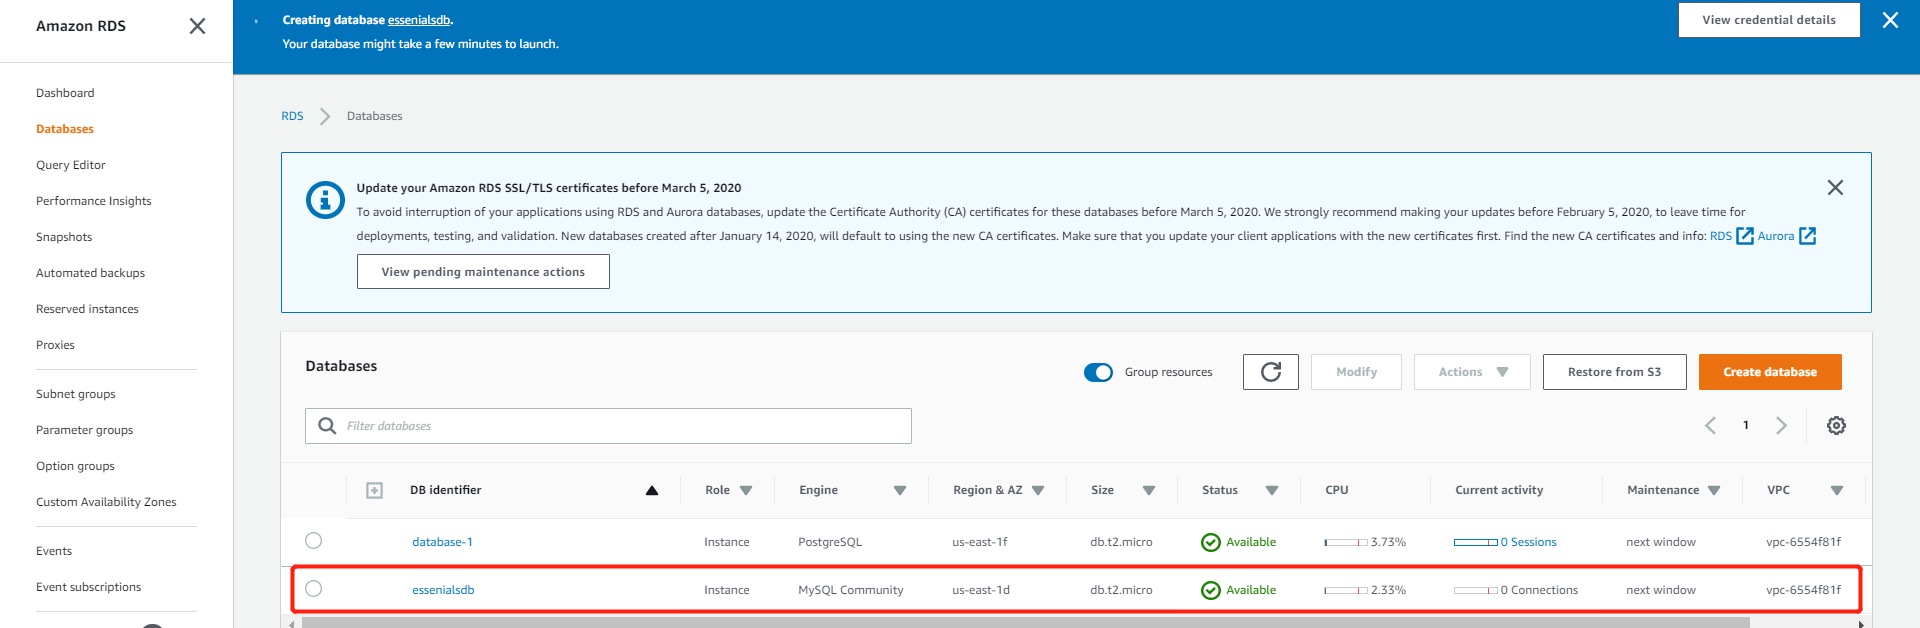 Amazon RDS
Dashboard
Databases
Query Editor
Performance Insights
Snapshots
Automated backups
Reserved instances
Proxies
Subnet groups
Parameter groups
Option groups
Custom Availability Zones
Events
Event subscriptions
Creating database essenialsdb.
Your database might take a few minutes to launch.
View credential details
RDS Databases
Update your Amazon RDS SSL/TLS certificates before March 5, 2020
To avoid interruption of your applications using RDS and Aurora databases, update the Certificate Authority (CA) certificates for these databases before March 5, 2020. We strongly recommend making your updates before February 5, 2020, to leave time for
deployments, testing, and validation. New databases created after January 14, 2020, will default to using the new CA certificates. Make sure that you update your client applications with the new certificates first. Find the new CA certificates and info: RDS Aurora
View pending maintenance actions
Databases Group resources Modify Actions Restore from S3 Create database
Filter databases 1
DB identifier Role Engine Region & AZ Size Status CPU Current activity Maintenance VPC
database-1 Instance PostgreSQL us-east-1f db.t2.micro Available 3.73% 0 Sessions next window vpc-6554f81f
essenialsdb Instance MySQL Community us-east-1d db.t2.micro Available 2.33% 0 Connections next window vpc-6554f81f